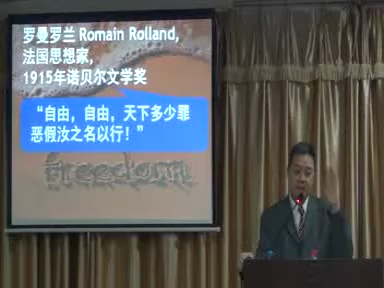 罗曼罗兰 Romain Rolland,
法国思想家,
1915年诺贝尔文学奖
“自由，自由，天下多少罪
恶假汝之名以行！”
freedom